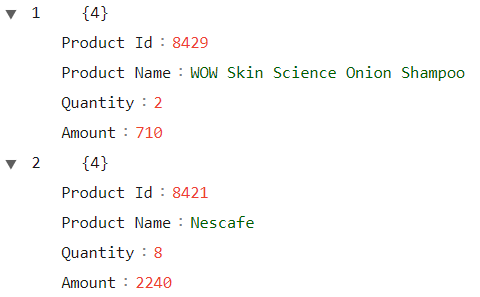 1 {4}
Product Id : 8429
Product Name : WOW Skin Science Onion Shampoo
Quantity : 2
Amount : 710
2 {4}
Product Id : 8421
Product Name : Nescafe
Quantity : 8
Amount : 2240